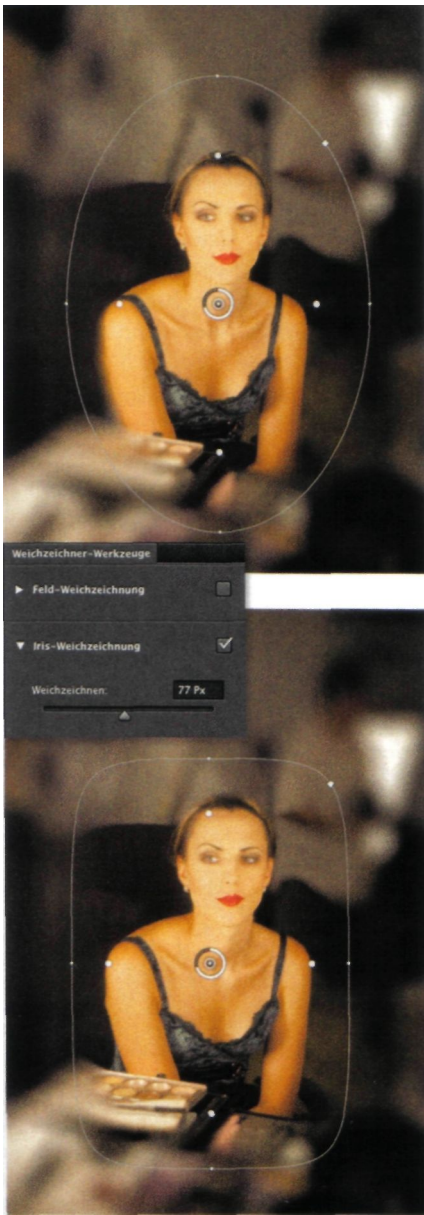 Weichzeichner-Werkzeuge
▶ Feld-Weichzeichnung
▼ Iris-Weichzeichnung
Weichzeichnen: 77 Px